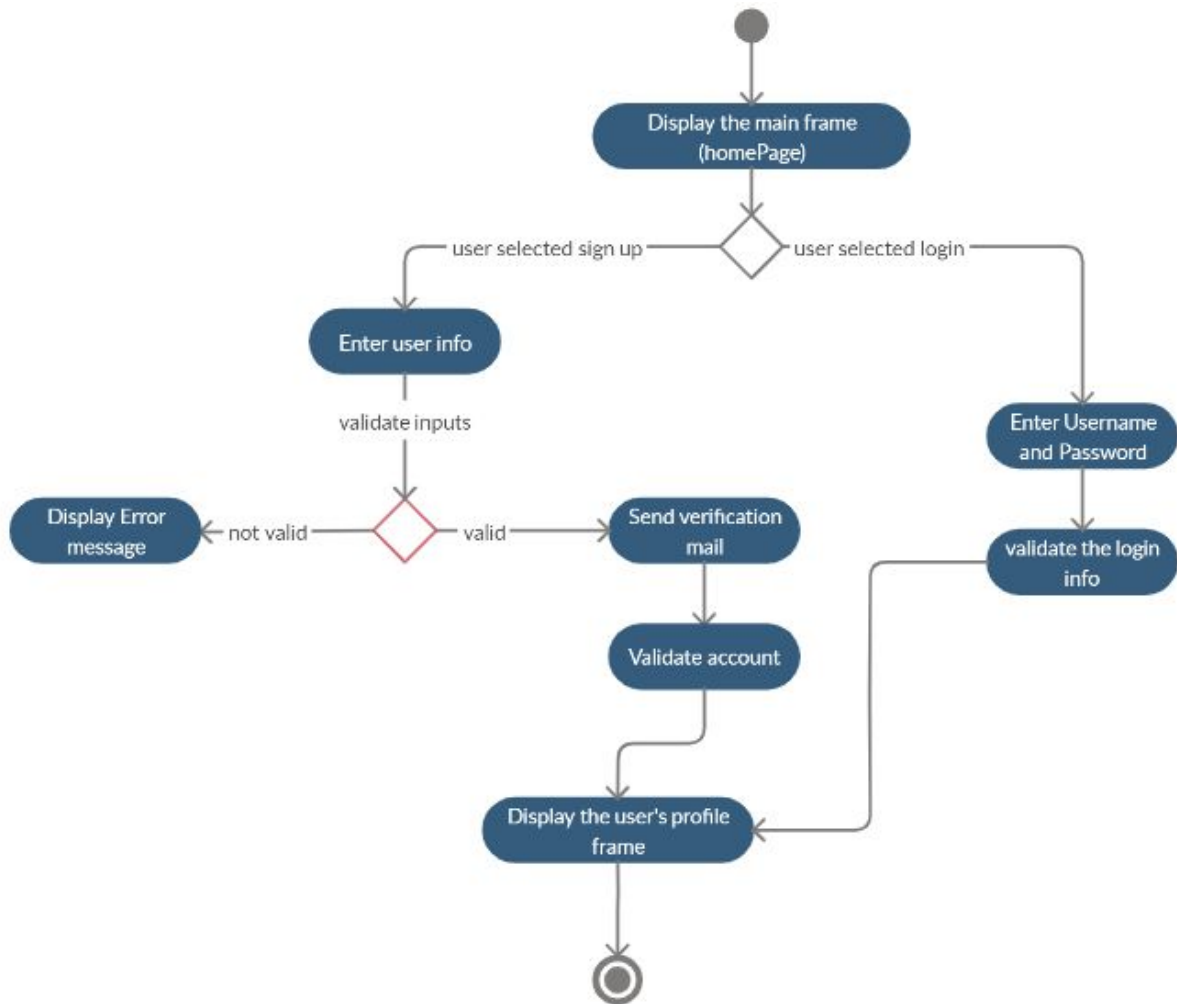 Display the main frame
(homePage)
user selected sign up
user selected login
Enter user info
validate inputs
Enter Username
and Password
Display Error
message
not valid
valid
Send verification
mail
validate the login
info
Validate account
Display the user's profile
frame